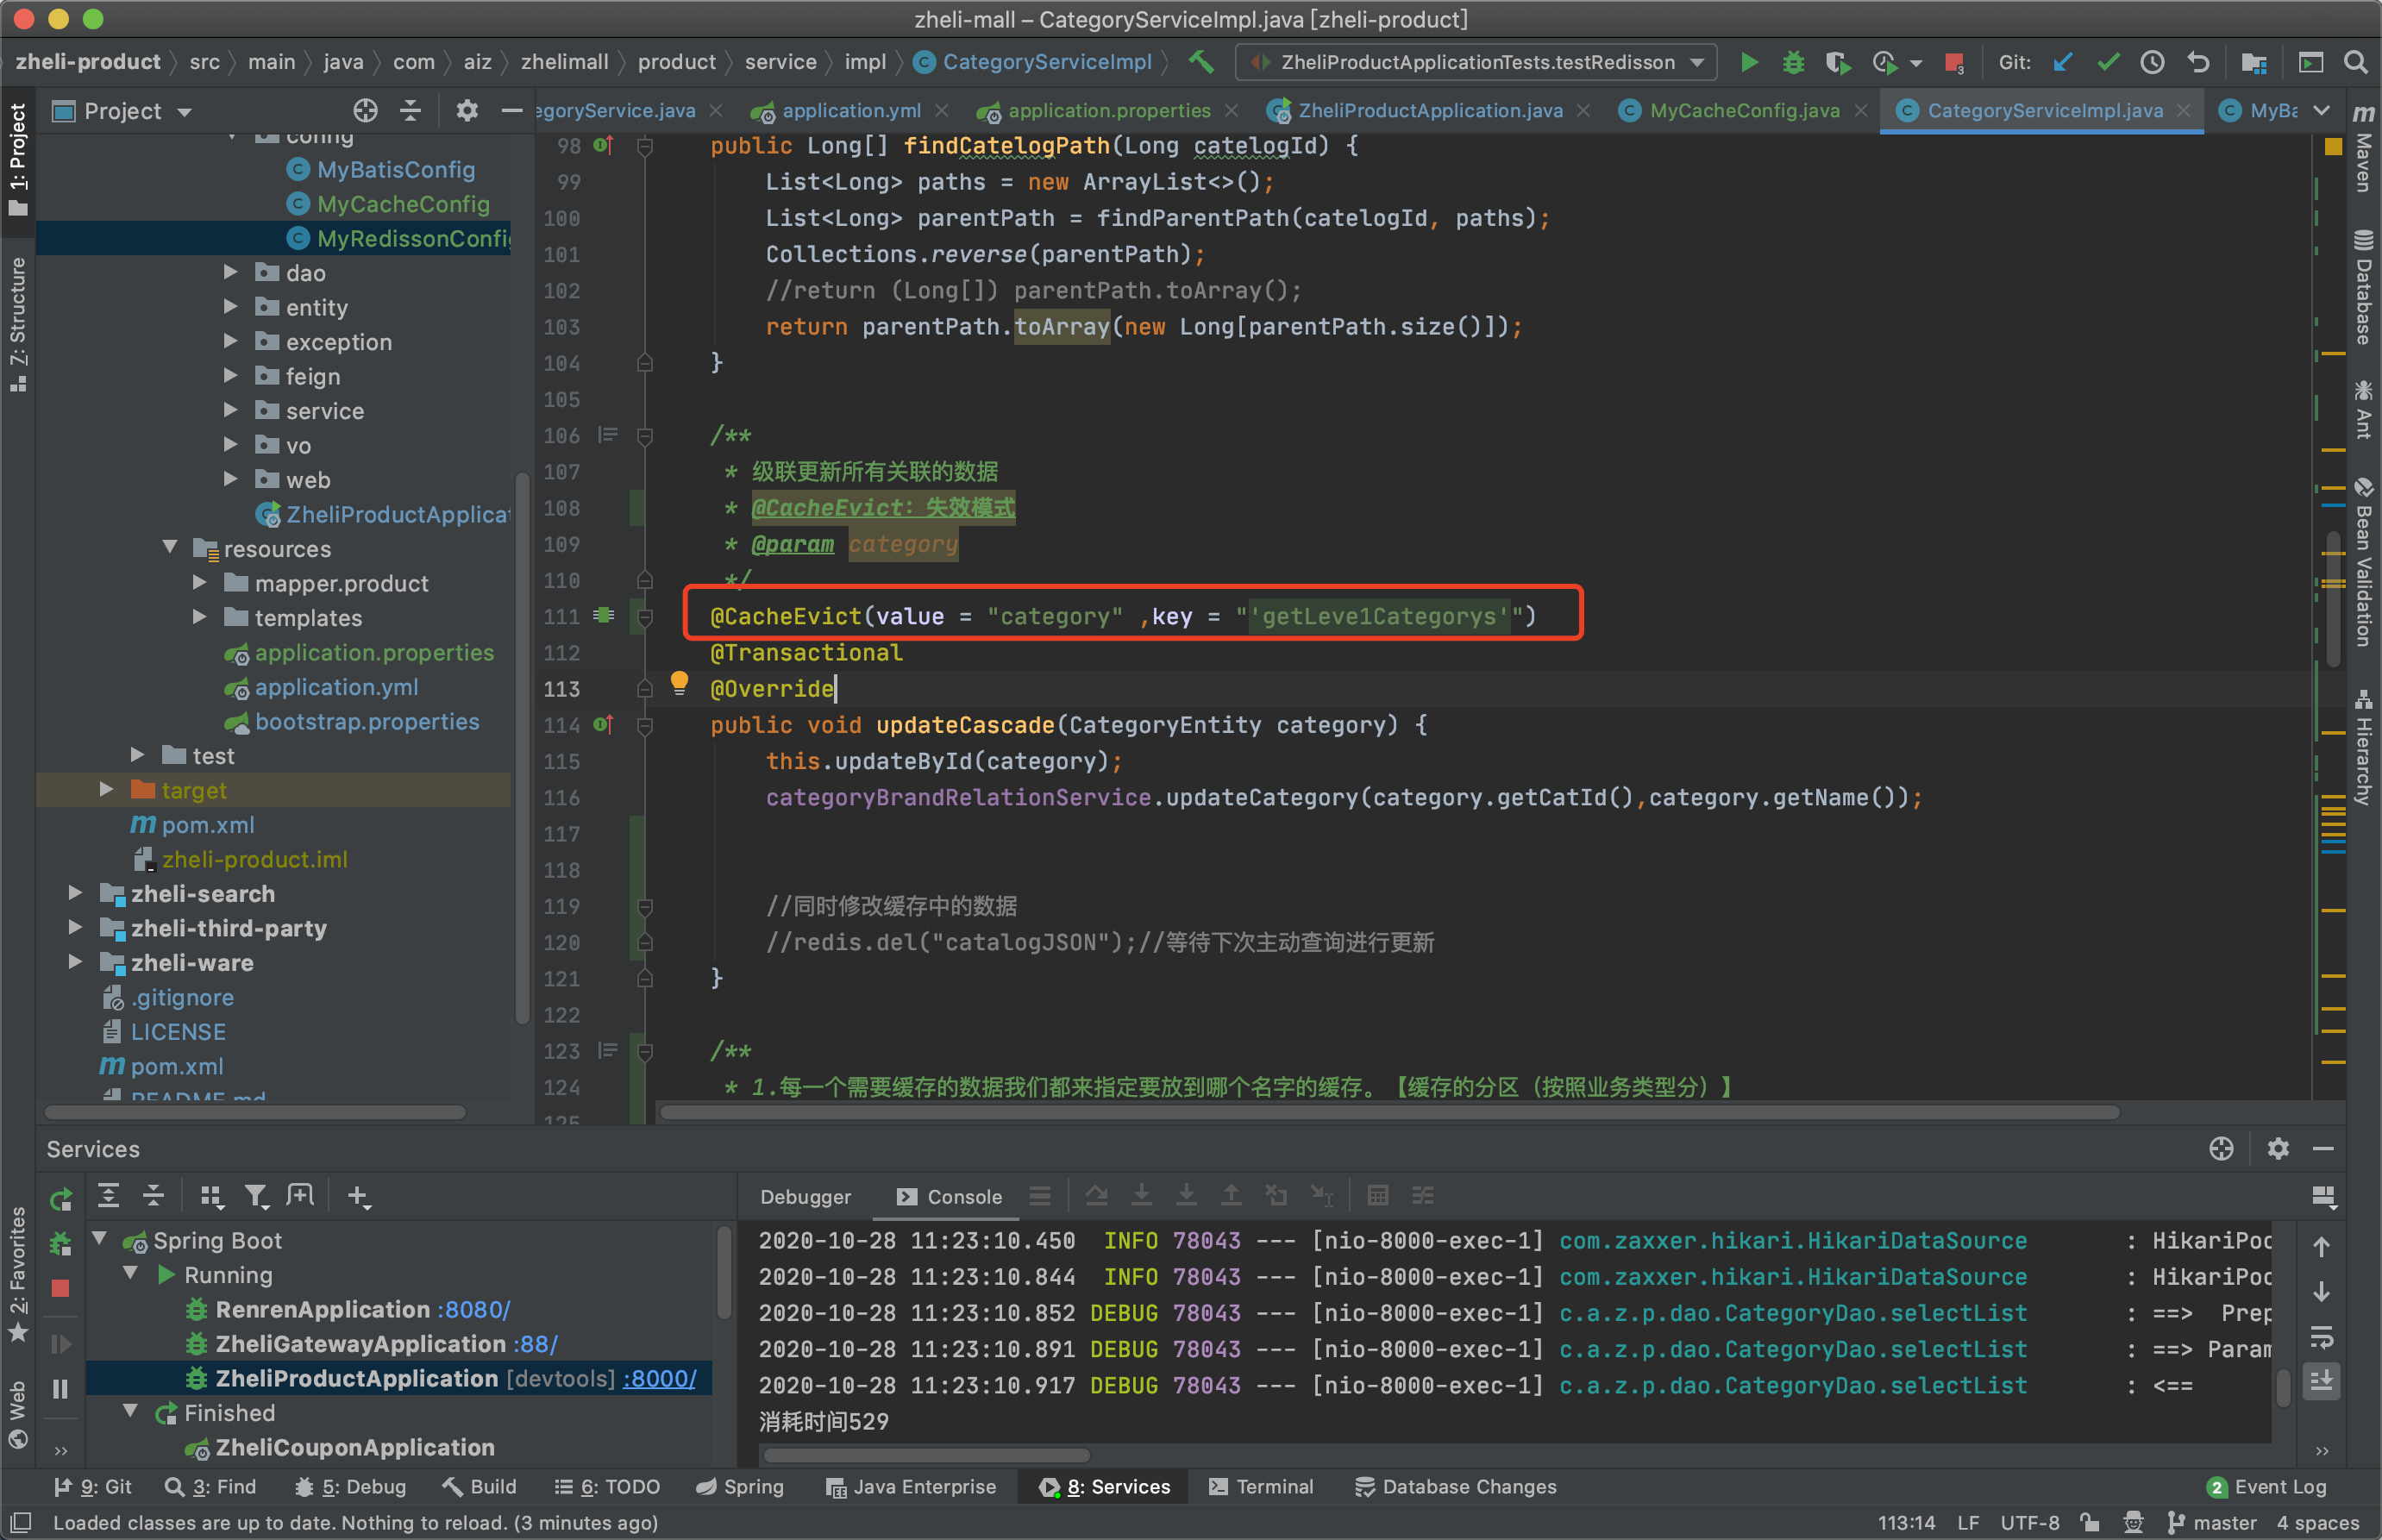 zheli-mall – CategoryServiceImpl.java [zheli-product]
zheli-product src main java com aiz zhelimall product service impl CategoryServiceImpl ZheliProductApplicationTests.testRedisson Git:
Project
egoryService.java application.yml application.properties ZheliProductApplication.java MyCacheConfig.java CategoryServiceImpl.java MyBa
1: Project
Z: Structure
2: Favorites
Web
config
MyBatisConfig
MyCacheConfig
MyRedissonConfig
dao
entity
exception
feign
service
vo
web
ZheliProductApplicat
resources
mapper.product
templates
application.properties
application.yml
bootstrap.properties
test
target
pom.xml
zheli-product.iml
zheli-search
zheli-third-party
zheli-ware
.gitignore
LICENSE
pom.xml
README.md
98 public Long[] findCatelogPath(Long catelogId) {
99 List<Long> paths = new ArrayList<>();
100 List<Long> parentPath = findParentPath(catelogId, paths);
101 Collections.reverse(parentPath);
102 //return (Long[]) parentPath.toArray();
103 return parentPath.toArray(new Long[parentPath.size()]);
104 }
105
106 /**
107 * 级联更新所有关联的数据
108 * @CacheEvict: 失效模式
109 * @param category
110 */
111 @CacheEvict(value = "category" ,key = "'getLeve1Categorys'")
112 @Transactional
113 @Override
114 public void updateCascade(CategoryEntity category) {
115 this.updateById(category);
116 categoryBrandRelationService.updateCategory(category.getCatId(),category.getName());
117
118
119 //同时修改缓存中的数据
120 //redis.del("catalogJSON");//等待下次主动查询进行更新
121 }
122
123 /**
124 * 1.每一个需要缓存的数据我们都来指定要放到哪个名字的缓存。【缓存的分区（按照业务类型分）】
125
m Maven
Database
Ant
Bean Validation
Hierarchy
Services
Debugger Console
Spring Boot
Running
RenrenApplication :8080/
ZheliGatewayApplication :88/
ZheliProductApplication [devtools] :8000/
Finished
ZheliCouponApplication
2020-10-28 11:23:10.450 INFO 78043 --- [nio-8000-exec-1] com.zaxxer.hikari.HikariDataSource : HikariPoo
2020-10-28 11:23:10.844 INFO 78043 --- [nio-8000-exec-1] com.zaxxer.hikari.HikariDataSource : HikariPoo
2020-10-28 11:23:10.852 DEBUG 78043 --- [nio-8000-exec-1] c.a.z.p.dao.CategoryDao.selectList : ==> Prep
2020-10-28 11:23:10.891 DEBUG 78043 --- [nio-8000-exec-1] c.a.z.p.dao.CategoryDao.selectList : ==> Param
2020-10-28 11:23:10.917 DEBUG 78043 --- [nio-8000-exec-1] c.a.z.p.dao.CategoryDao.selectList : <==
消耗时间529
9: Git 3: Find 5: Debug Build 6: TODO Spring Java Enterprise 8: Services Terminal Database Changes 2 Event Log
Loaded classes are up to date. Nothing to reload. (3 minutes ago) 113:14 LF UTF-8 master 4 spaces